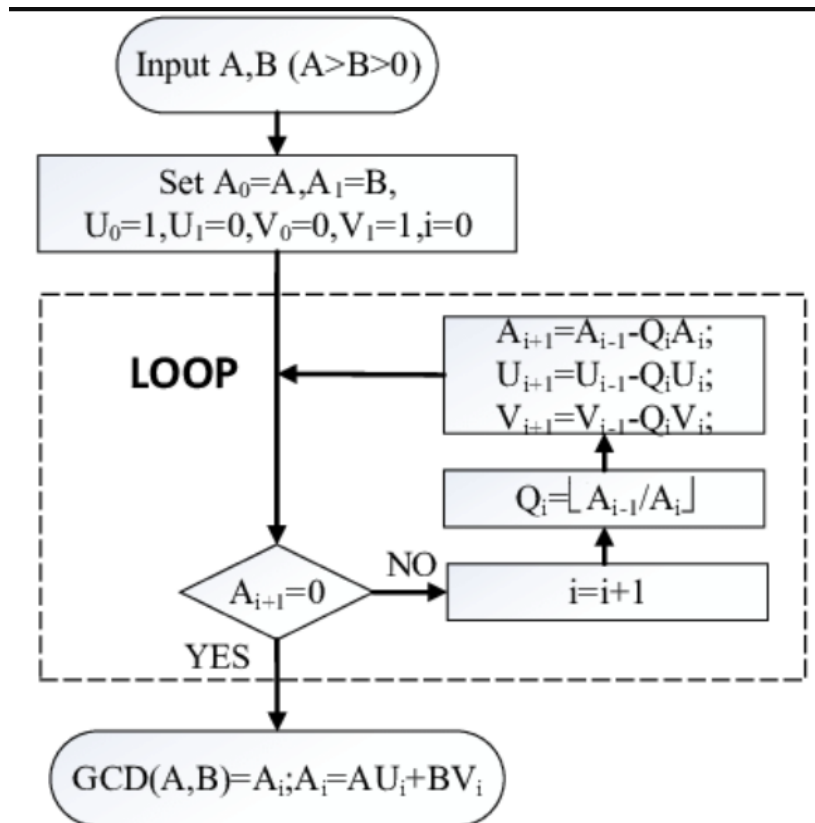 Input A,B (A>B>0)
Set A₀=A,A₁=B,
U₀=1,U₁=0,V₀=0,V₁=1,i=0
LOOP
Aᵢ₊₁=Aᵢ₋₁-QᵢAᵢ;
Uᵢ₊₁=Uᵢ₋₁-QᵢUᵢ;
Vᵢ₊₁=Vᵢ₋₁-QᵢVᵢ;
Qᵢ=⌊Aᵢ₋₁/Aᵢ⌋
i=i+1
NO
Aᵢ₊₁=0
YES
GCD(A,B)=Aᵢ;Aᵢ=AUᵢ+BVᵢ